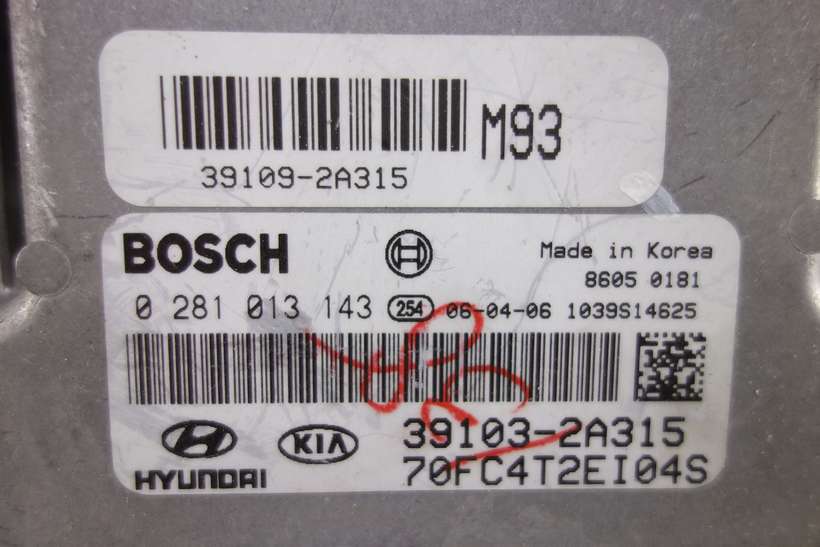 M93
39109-2A315
BOSCH Made in Korea
8605 0181
0 281 013 143 254 06-04-06 1039S14625
HYUNDAI KIA 39103-2A315
70FC4T2EI04S